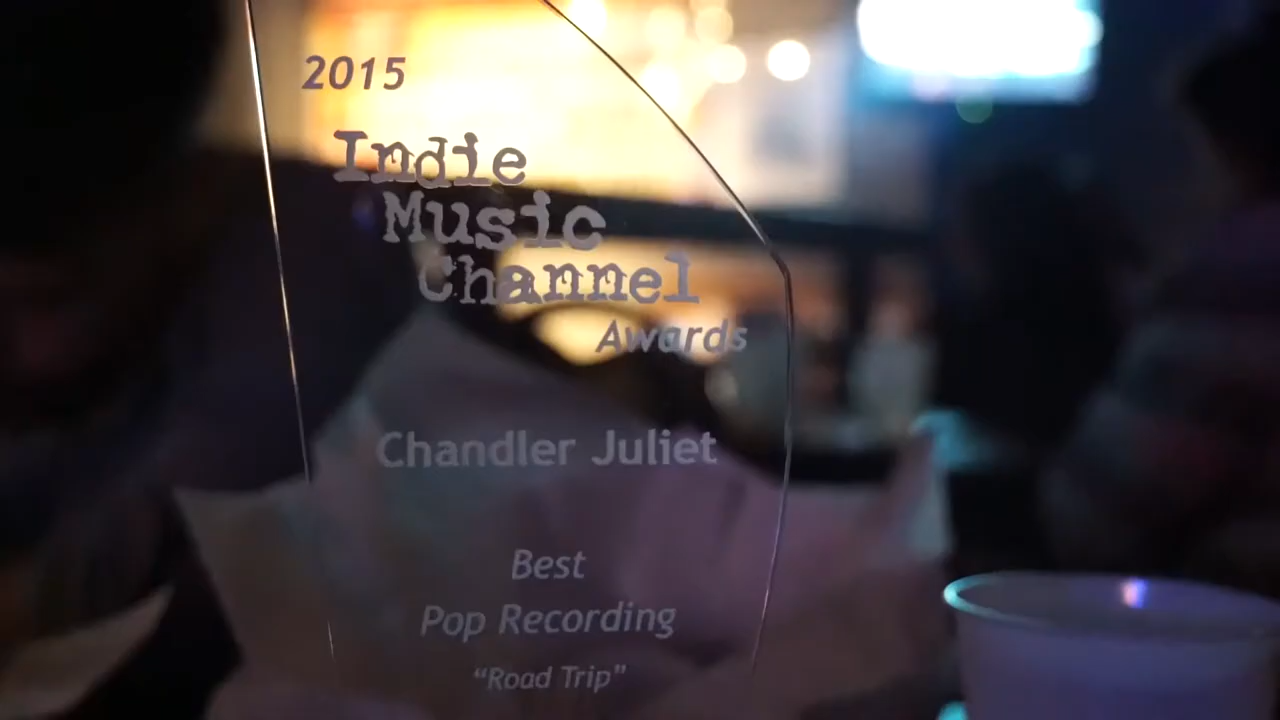 2015
Indie
Music
Channel
Awards
Chandler Juliet
Best
Pop Recording
“Road Trip”